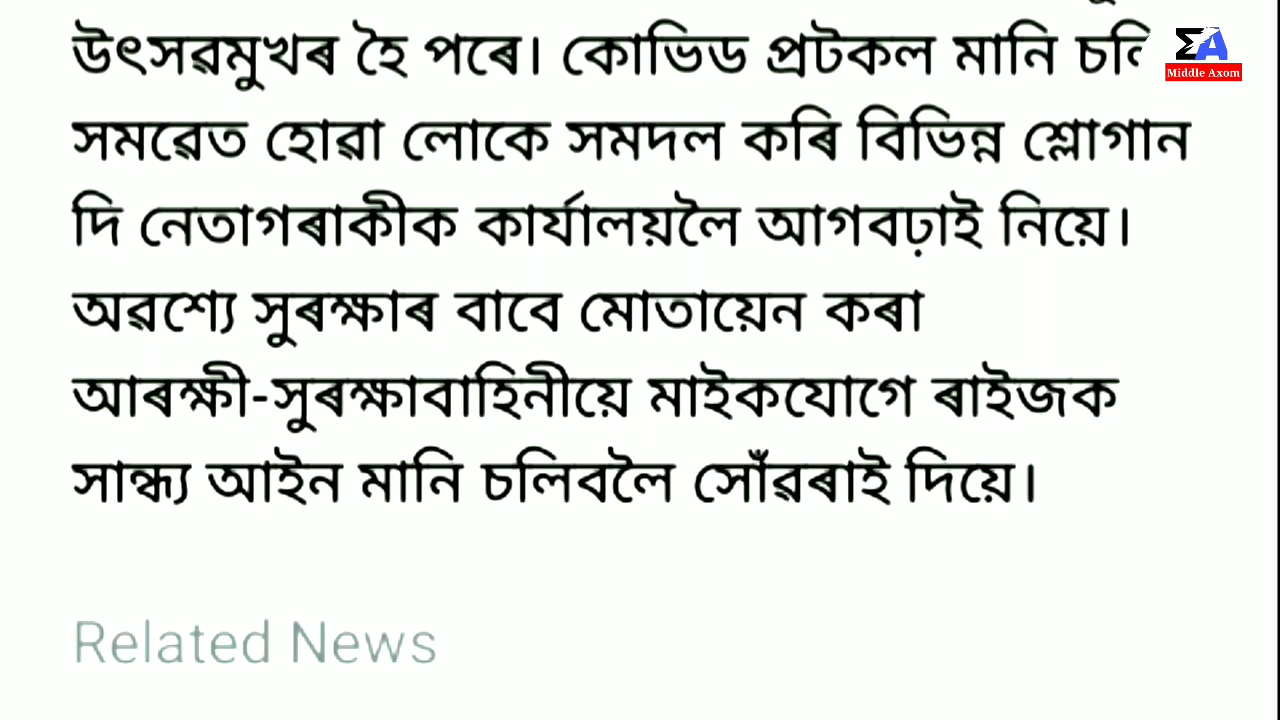 উৎসৱমুখৰ হৈ পৰে। কোভিড প্ৰটকল মানি
সমৱেত হোৱা লোকে সমদল কৰি বিভিন্ন শ্লোগান
দি নেতাগৰাকীক কাৰ্যালয়লৈ আগবঢ়াই নিয়ে।
অৱশ্যে সুৰক্ষাৰ বাবে মোতায়েন কৰা
আৰক্ষী-সুৰক্ষাবাহিনীয়ে মাইকযোগে ৰাইজক
সান্ধ্য আইন মানি চলিবলৈ সোঁৱৰাই দিয়ে।
Related News
ΣA
Middle Axom